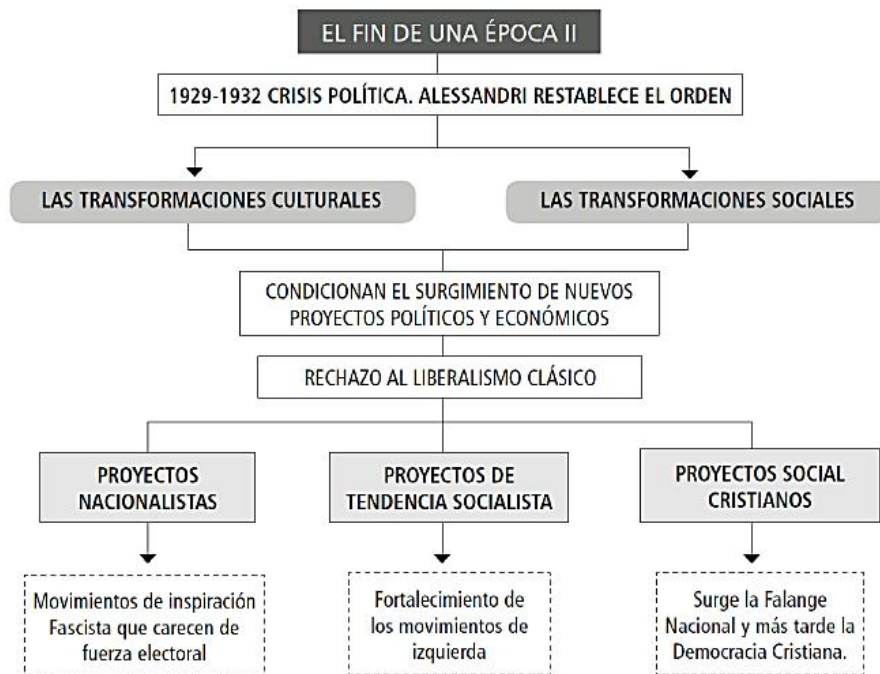 EL FIN DE UNA ÉPOCA II
1929-1932 CRISIS POLÍTICA. ALESSANDRI RESTABLECE EL ORDEN
LAS TRANSFORMACIONES CULTURALES
LAS TRANSFORMACIONES SOCIALES
CONDICIONAN EL SURGIMIENTO DE NUEVOS
PROYECTOS POLÍTICOS Y ECONÓMICOS
RECHAZO AL LIBERALISMO CLÁSICO
PROYECTOS
NACIONALISTAS
PROYECTOS DE
TENDENCIA SOCIALISTA
PROYECTOS SOCIAL
CRISTIANOS
Movimientos de inspiración
Fascista que carecen de
fuerza electoral
Fortalecimiento de
los movimientos de
izquierda
Surge la Falange
Nacional y más tarde la
Democracia Cristiana.